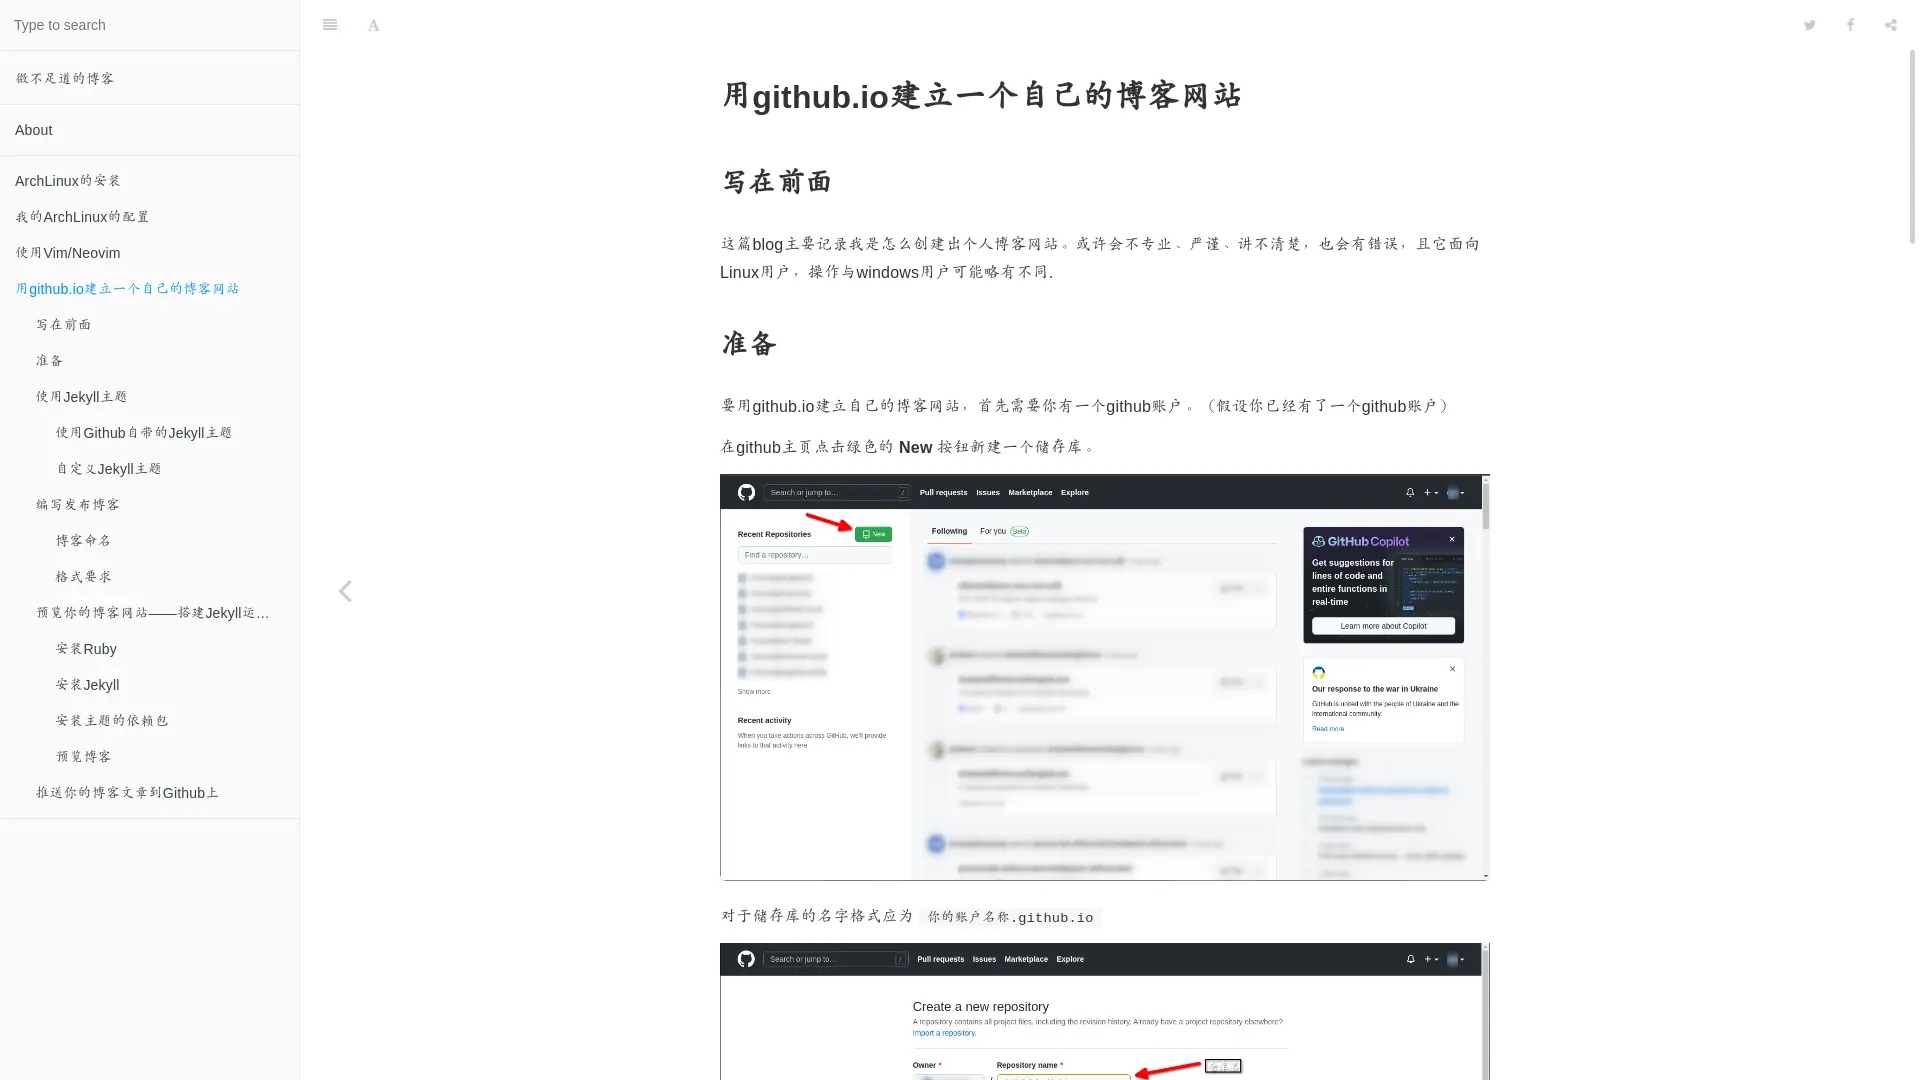 Type to search
微不足道的博客
About
ArchLinux的安装
我的ArchLinux的配置
使用Vim/Neovim
用github.io建立一个自己的博客网站
写在前面
准备
使用Jekyll主题
使用Github自带的Jekyll主题
自定义Jekyll主题
编写发布博客
博客命名
格式要求
预览你的博客网站——搭建Jekyll运…
安装Ruby
安装Jekyll
安装主题的依赖包
预览博客
推送你的博客文章到Github上
A
用github.io建立一个自己的博客网站
写在前面
这篇blog主要记录我是怎么创建出个人博客网站。或许会不专业、严谨、讲不清楚，也会有错误，且它面向
Linux用户，操作与windows用户可能略有不同.
准备
要用github.io建立自己的博客网站，首先需要你有一个github账户。（假设你已经有了一个github账户）
在github主页点击绿色的 New 按钮新建一个储存库。
Search or jump to... / Pull requests Issues Marketplace Explore
Recent Repositories New
Find a repository...
Show more
Recent activity
When you take actions across GitHub, we'll provide
links to that activity here.
Following For you Beta
GitHub Copilot
Get suggestions for
lines of code and
entire functions in
real-time
Learn more about Copilot
Our response to the war in Ukraine
GitHub is united with the people of Ukraine and the
international community.
Read more
对于储存库的名字格式应为 你的账户名称.github.io
Search or jump to... / Pull requests Issues Marketplace Explore
Create a new repository
A repository contains all project files, including the revision history. Already have a project repository elsewhere?
Import a repository.
Owner * Repository name *